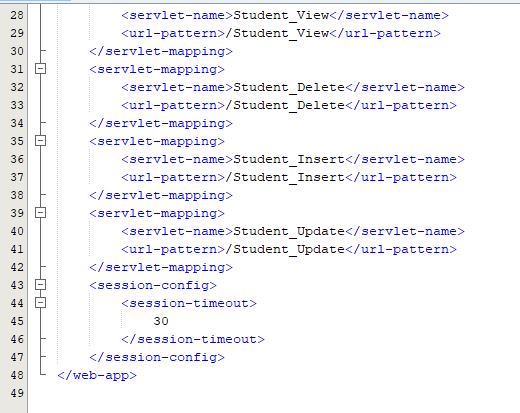 28 <servlet-name>Student_View</servlet-name>
29 <url-pattern>/Student_View</url-pattern>
30 </servlet-mapping>
31 <servlet-mapping>
32 <servlet-name>Student_Delete</servlet-name>
33 <url-pattern>/Student_Delete</url-pattern>
34 </servlet-mapping>
35 <servlet-mapping>
36 <servlet-name>Student_Insert</servlet-name>
37 <url-pattern>/Student_Insert</url-pattern>
38 </servlet-mapping>
39 <servlet-mapping>
40 <servlet-name>Student_Update</servlet-name>
41 <url-pattern>/Student_Update</url-pattern>
42 </servlet-mapping>
43 <session-config>
44 <session-timeout>
45 30
46 </session-timeout>
47 </session-config>
48 </web-app>
49